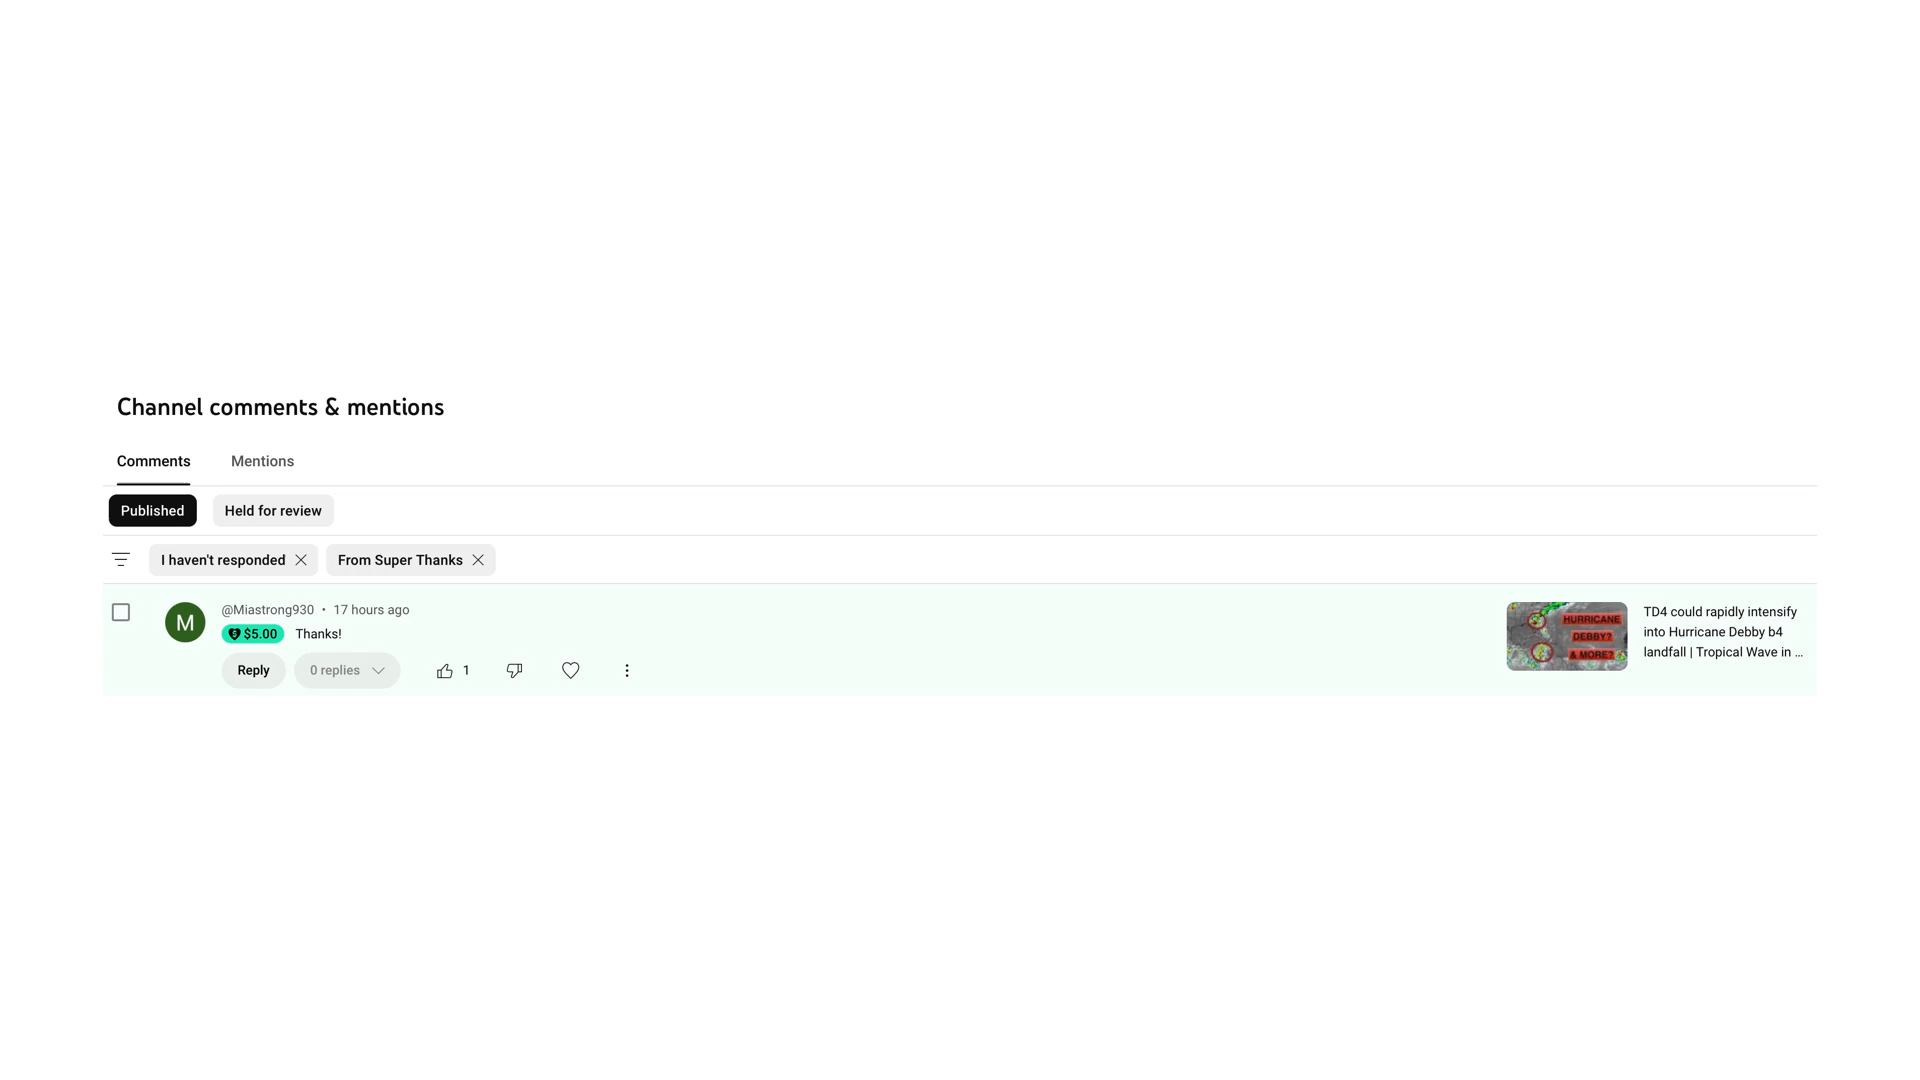 Channel comments & mentions
Comments Mentions
Published Held for review
I haven't responded From Super Thanks
@Miastrong930 • 17 hours ago
$5.00 Thanks!
Reply 0 replies 1
HURRICANE
DEBBY?
& MORE?
TD4 could rapidly intensify
into Hurricane Debby b4
landfall | Tropical Wave in ...
M